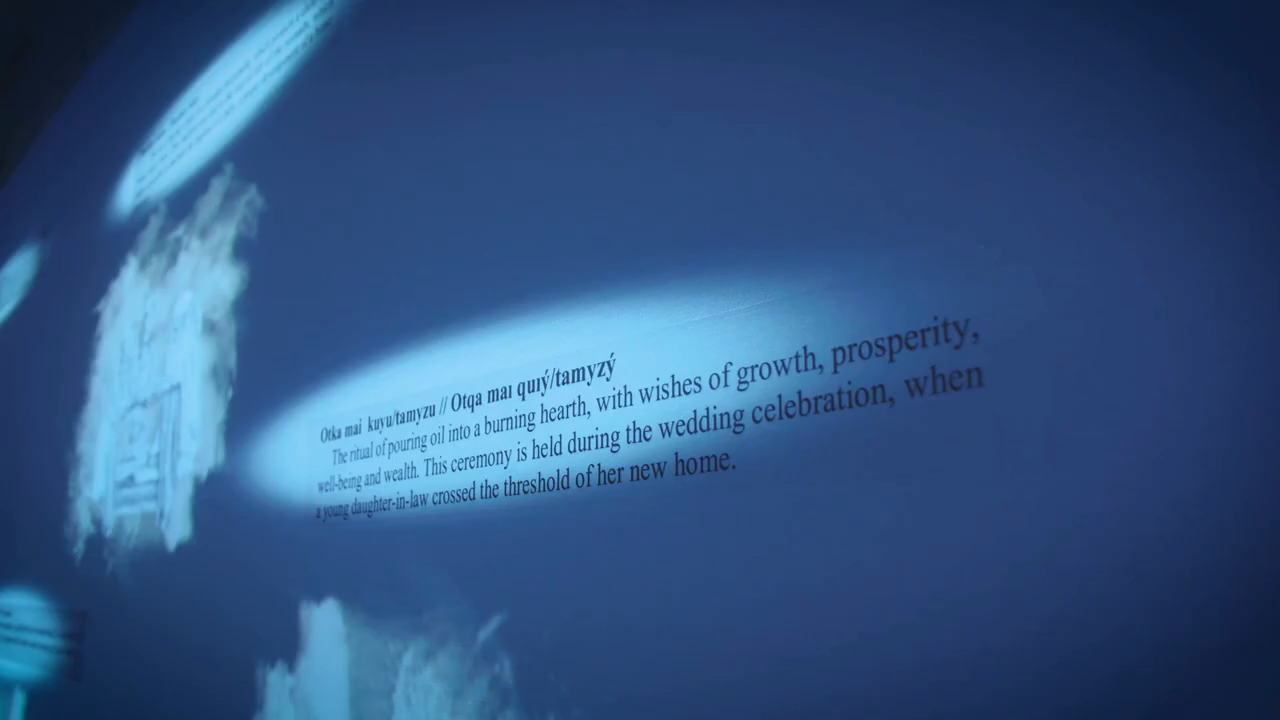 Otka mai kuyu/tamyzu // Otqa maı quıý/tamyzý
The ritual of pouring oil into a burning hearth, with wishes of growth, prosperity,
well-being and wealth. This ceremony is held during the wedding celebration, when
a young daughter-in-law crossed the threshold of her new home.